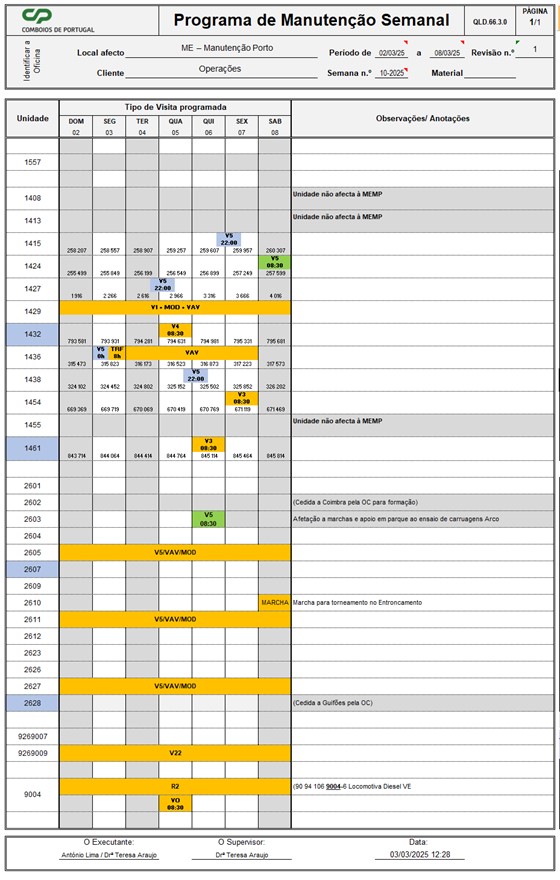 CP
COMBOIOS DE PORTUGAL
Programa de Manutenção Semanal
QLD.66.3.0
PÁGINA
1/1
Identificar a Oficina
Local afecto ME – Manutenção Porto Periodo de 02/03/25 a 08/03/25 Revisão n.º 1
Cliente Operações Semana n.º 10-2025 Material
Unidade Tipo de Visita programada Observações/ Anotações
DOM SEG TER QUA QUI SEX SAB
02 03 04 05 06 07 08
1557
1408 Unidade não afecta à MEMP
1413 Unidade não afecta à MEMP
1415 V5
22:00
258 207 258 557 258 907 259 257 259 607 259 957 260 307
1424 V5
08:30
255 499 255 849 256 199 256 549 256 899 257 249 257 599
1427 V5
22:00
1 916 2 266 2 616 2 966 3 316 3 666 4 016
1429 V1 - MOD - VAV
1432 V4
08:30
793 581 793 931 794 281 794 631 794 981 795 331 795 681
1436 V5 TRF VAV
0h 8h
315 473 315 823 316 173 316 523 316 873 317 223 317 573
1438 V5
22:00
324 102 324 452 324 802 325 152 325 502 325 852 326 202
1454 V3
08:30
669 369 669 719 670 069 670 419 670 769 671 119 671 469
1455 Unidade não afecta à MEMP
1461 V3
08:30
843 714 844 064 844 414 844 764 845 114 845 464 845 814
2601
2602 (Cedida a Coimbra pela OC para formação)
2603 V5
08:30 Afetação a marchas e apoio em parque ao ensaio de carruagens Arco
2604
2605 V5/VAV/MOD
2607
2609
2610 MARCHA Marcha para torneamento no Entroncamento
2611 V5/VAV/MOD
2612
2623
2626
2627 V5/VAV/MOD
2628 (Cedida a Guifões pela OC)
9269007
9269009 V22
9004 R2 (90 94 106 9004-6 Locomotiva Diesel VE
VO
08:30
O Executante: O Supervisor: Data:
António Lima / Drª Teresa Araujo Drª Teresa Araujo 03/03/2025 12:28